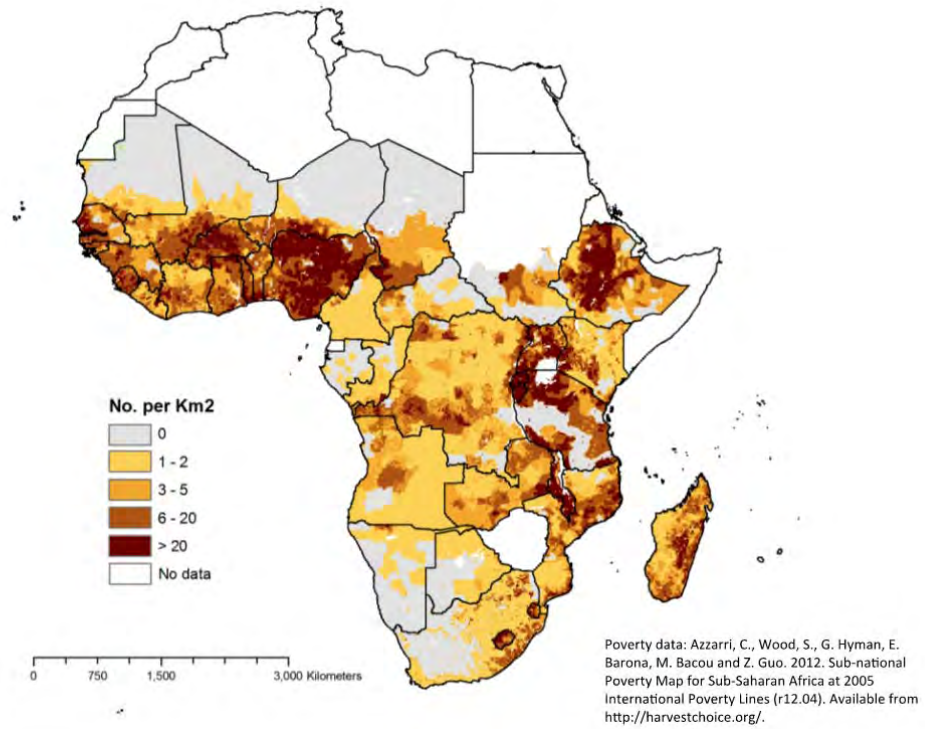 No. per Km2
0
1 - 2
3 - 5
6 - 20
> 20
No data
0 750 1,500 3,000 Kilometers
Poverty data: Azzarri, C., Wood, S., G. Hyman, E.
Barona, M. Bacou and Z. Guo. 2012. Sub-national
Poverty Map for Sub-Saharan Africa at 2005
International Poverty Lines (r12.04). Available from
http://harvestchoice.org/.